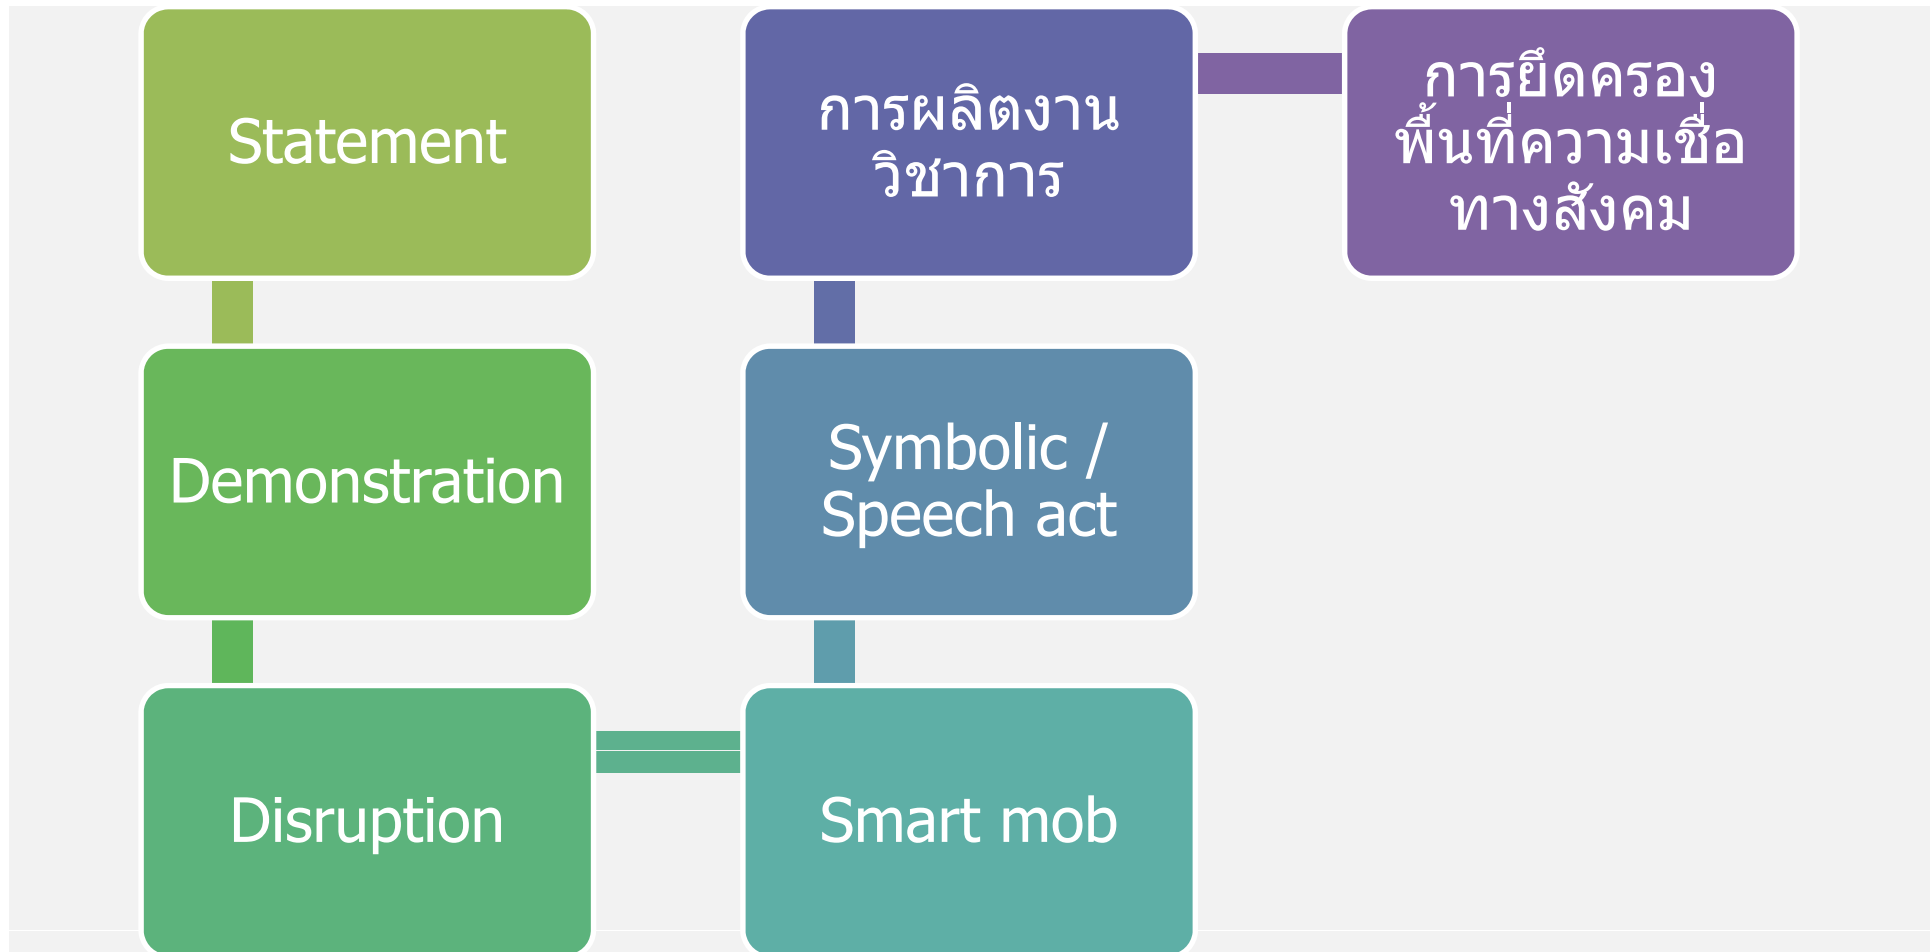 Statement
Demonstration
Disruption
Smart mob
Symbolic /
Speech act
การผลิตงาน
วิชาการ
การยึดครอง
พื้นที่ความเชื่อ
ทางสังคม